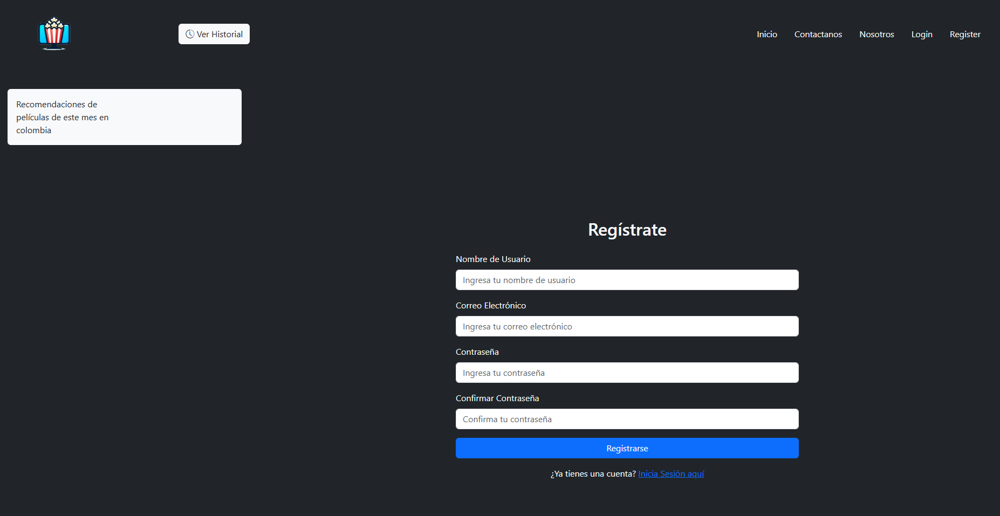 Ver Historial
Inicio
Contactanos
Nosotros
Login
Register
Recomendaciones de
películas de este mes en
colombia
Regístrate
Nombre de Usuario
Ingresa tu nombre de usuario
Correo Electrónico
Ingresa tu correo electrónico
Contraseña
Ingresa tu contraseña
Confirmar Contraseña
Confirma tu contraseña
Registrarse
¿Ya tienes una cuenta? Inicia Sesión aquí